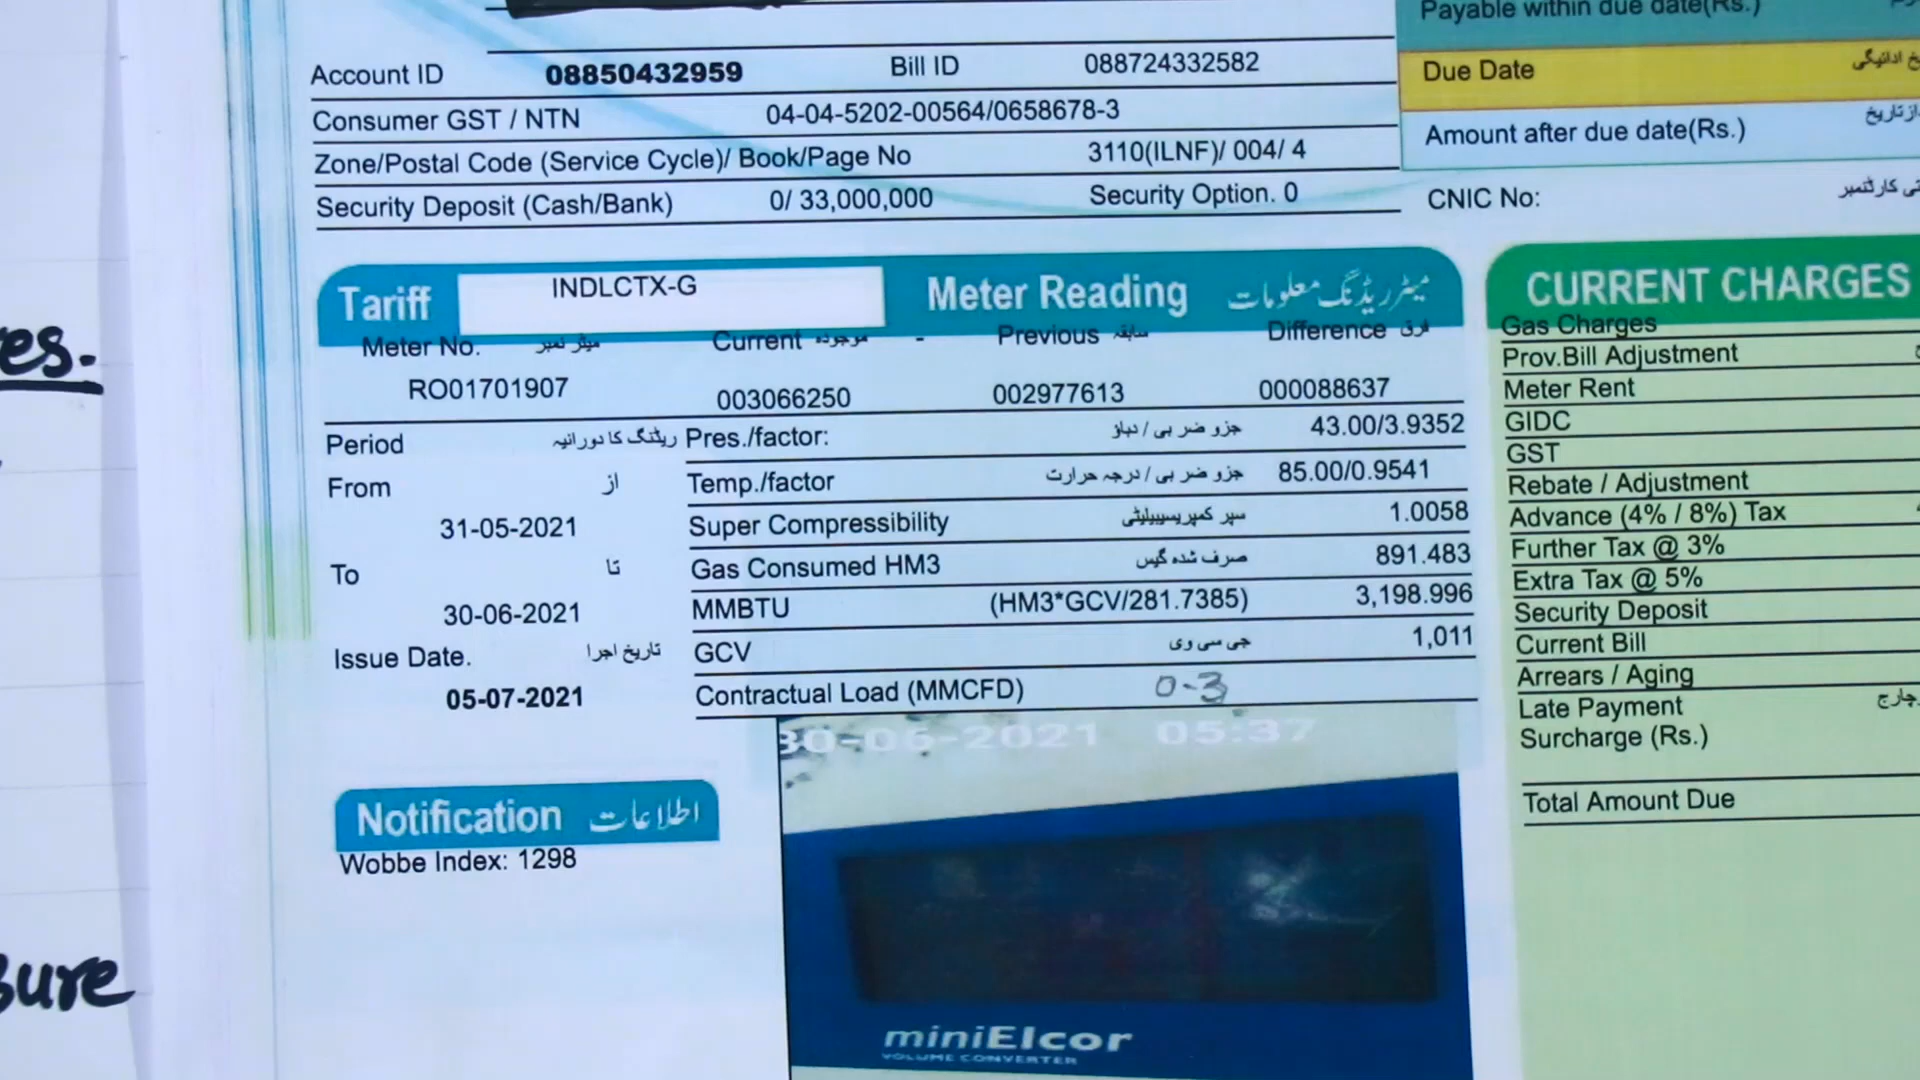 Payable within due date(Rs.)
Account ID 08850432959 Bill ID 088724332582
Due Date
Consumer GST / NTN 04-04-5202-00564/0658678-3
Amount after due date(Rs.)
Zone/Postal Code (Service Cycle)/ Book/Page No 3110(ILNF)/ 004/ 4
Security Deposit (Cash/Bank) 0/ 33,000,000 Security Option. 0
CNIC No:
Tariff INDLCTX-G Meter Reading میٹر ریڈنگ معلومات
CURRENT CHARGES
Meter No. میٹر نمبر Current موجودہ - Previous سابقہ Difference فرق
RO01701907 003066250 002977613 000088637
Period ریڈنگ کا دورانیہ Pres./factor: جزو ضربی / دباؤ 43.00/3.9352
From از Temp./factor جزو ضربی / درجہ حرارت 85.00/0.9541
31-05-2021 Super Compressibility سپر کمپریسیبیلیٹی 1.0058
To تا Gas Consumed HM3 صرف شدہ گیس 891.483
30-06-2021 MMBTU (HM3*GCV/281.7385) 3,198.996
Issue Date. تاریخ اجرا GCV جی سی وی 1,011
05-07-2021 Contractual Load (MMCFD) 0-3
Gas Charges
Prov.Bill Adjustment
Meter Rent
GIDC
GST
Rebate / Adjustment
Advance (4% / 8%) Tax
Further Tax @ 3%
Extra Tax @ 5%
Security Deposit
Current Bill
Arrears / Aging
Late Payment
Surcharge (Rs.)
Total Amount Due
30-06-2021 05:37
Notification اطلاعات
Wobbe Index: 1298
miniElcor
VOLUME CONVERTER